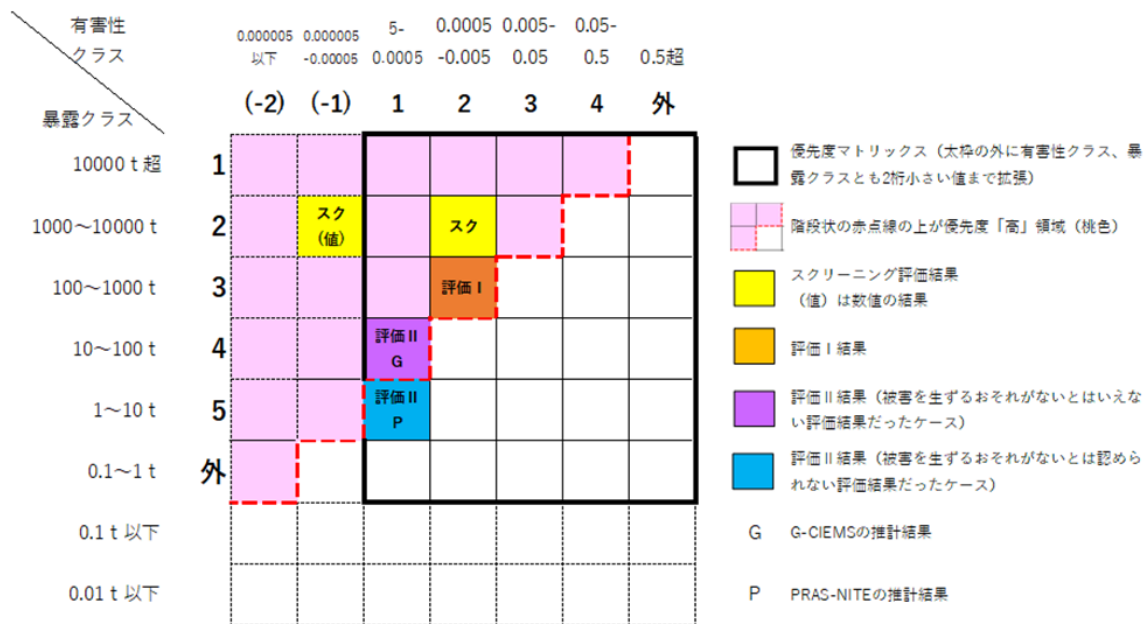 有害性
クラス
暴露クラス
0.000005
以下
0.000005
-0.00005
5-
0.0005
0.0005
-0.005
0.005-
0.05
0.05-
0.5
0.5超
(-2) (-1) 1 2 3 4 外
10000 t 超 1
1000～10000 t 2
スク
(値)
スク
100～1000 t 3
評価Ⅰ
10～100 t 4
評価Ⅱ
G
1～10 t 5
評価Ⅱ
P
0.1～1 t 外
0.1 t 以下
0.01 t 以下
優先度マトリックス（太枠の外に有害性クラス、暴
露クラスとも2桁小さい値まで拡張）
階段状の赤点線の上が優先度「高」領域（桃色）
スクリーニング評価結果
（値）は数値の結果
評価Ⅰ結果
評価Ⅱ結果（被害を生ずるおそれがないとはいえな
い評価結果だったケース）
評価Ⅱ結果（被害を生ずるおそれがないとは認めら
れない評価結果だったケース）
G G-CIEMSの推計結果
P PRAS-NITEの推計結果